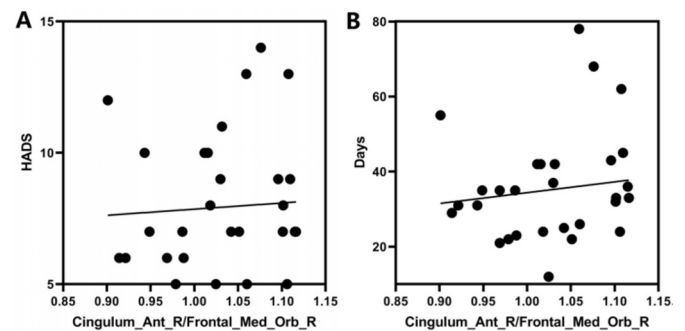 A
B
HADS
15
10
5
0.85 0.90 0.95 1.00 1.05 1.10 1.15
Cingulum_Ant_R/Frontal_Med_Orb_R
Days
80
60
40
20
0.85 0.90 0.95 1.00 1.05 1.10 1.15
Cingulum_Ant_R/Frontal_Med_Orb_R